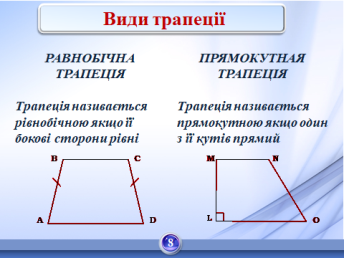 Види трапеції
РАВНОБІЧНА
ТРАПЕЦІЯ
Трапеція називається
рівнобічною якщо її
бокові сторони рівні
ПРЯМОКУТНАЯ
ТРАПЕЦІЯ
Трапеція називается
прямокутною якщо один
з її кутів прямий
B C
A D
M N
L O
8